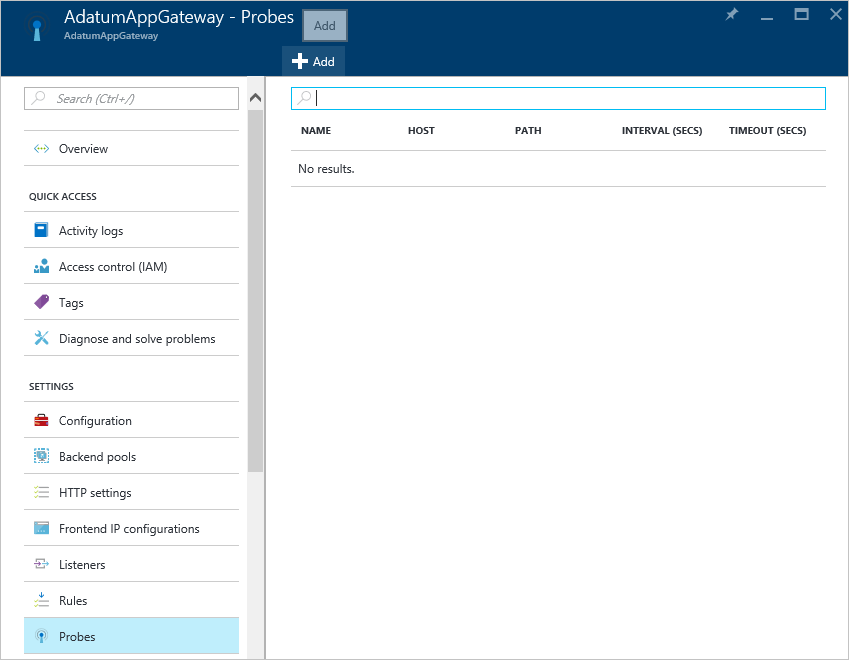 AdatumAppGateway - Probes
AdatumAppGateway
Add
Add
Search (Ctrl+/)
Overview
QUICK ACCESS
Activity logs
Access control (IAM)
Tags
Diagnose and solve problems
SETTINGS
Configuration
Backend pools
HTTP settings
Frontend IP configurations
Listeners
Rules
Probes
NAME HOST PATH INTERVAL (SECS) TIMEOUT (SECS)
No results.